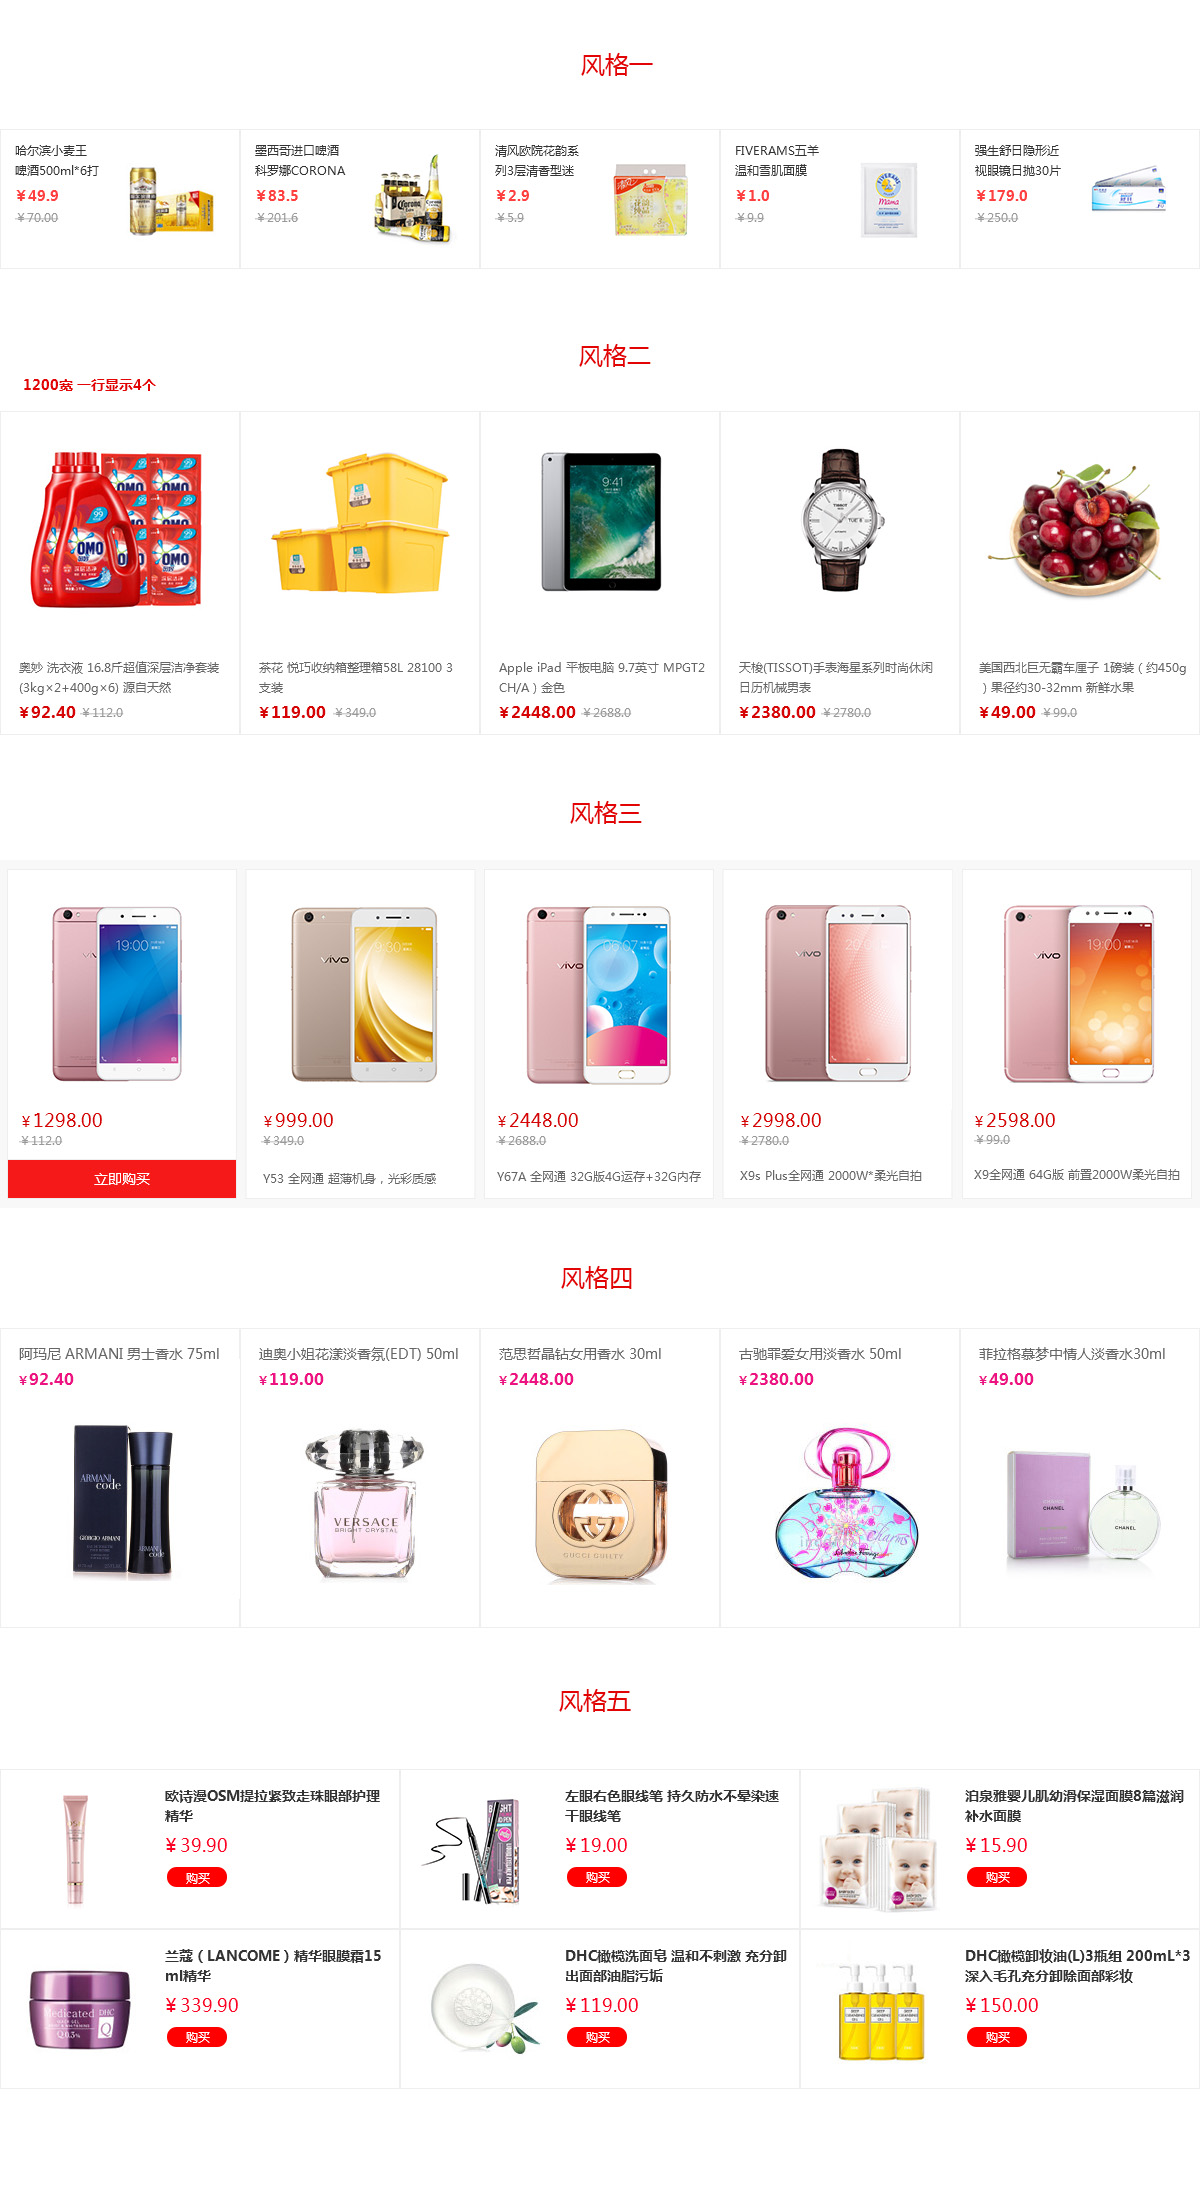 风格一
哈尔滨小麦王
啤酒500ml*6打
￥49.9
￥70.00
墨西哥进口啤酒
科罗娜CORONA
￥83.5
￥201.6
清风欧院花韵系
列3层清香型迷
￥2.9
￥5.9
FIVERAMS五羊
温和雪肌面膜
￥1.0
￥9.9
强生舒日隐形近
视眼镜日抛30片
￥179.0
￥250.0
风格二
1200宽 一行显示4个
奥妙 洗衣液 16.8斤超值深层洁净套装
(3kg×2+400g×6) 源自天然
￥92.40 ￥112.0
茶花 悦巧收纳箱整理箱58L 28100 3
支装
￥119.00 ￥349.0
Apple iPad 平板电脑 9.7英寸 MPGT2
CH/A）金色
￥2448.00 ￥2688.0
天梭(TISSOT)手表海星系列时尚休闲
日历机械男表
￥2380.00 ￥2780.0
美国西北巨无霸车厘子 1磅装（约450g
）果径约30-32mm 新鲜水果
￥49.00 ￥99.0
风格三
￥1298.00
￥112.0
立即购买
￥999.00
￥349.0
Y53 全网通 超薄机身，光彩质感
￥2448.00
￥2688.0
Y67A 全网通 32G版4G运存+32G内存
￥2998.00
￥2780.0
X9s Plus全网通 2000W*柔光自拍
￥2598.00
￥99.0
X9全网通 64G版 前置2000W柔光自拍
风格四
阿玛尼 ARMANI 男士香水 75ml
￥92.40
ARMANI
code
GIORGIO ARMANI
迪奥小姐花漾淡香氛(EDT) 50ml
￥119.00
VERSACE
BRIGHT CRYSTAL
范思哲晶钻女用香水 30ml
￥2448.00
GUCCI GUILTY
古驰罪爱女用淡香水 50ml
￥2380.00
charms
菲拉格慕梦中情人淡香水30ml
￥49.00
CHANEL
CHANEL
风格五
欧诗漫OSM提拉紧致走珠眼部护理
精华
￥39.90
购买
左眼右色眼线笔 持久防水不晕染速
干眼线笔
￥19.00
购买
泊泉雅婴儿肌幼滑保湿面膜8篇滋润
补水面膜
￥15.90
购买
兰蔻（LANCOME）精华眼膜霜15
ml精华
￥339.90
购买
Medicated DHC
Q
Q0.3%
DHC橄榄洗面皂 温和不刺激 充分卸
出面部油脂污垢
￥119.00
购买
DHC橄榄卸妆油(L)3瓶组 200mL*3
深入毛孔充分卸除面部彩妆
￥150.00
购买